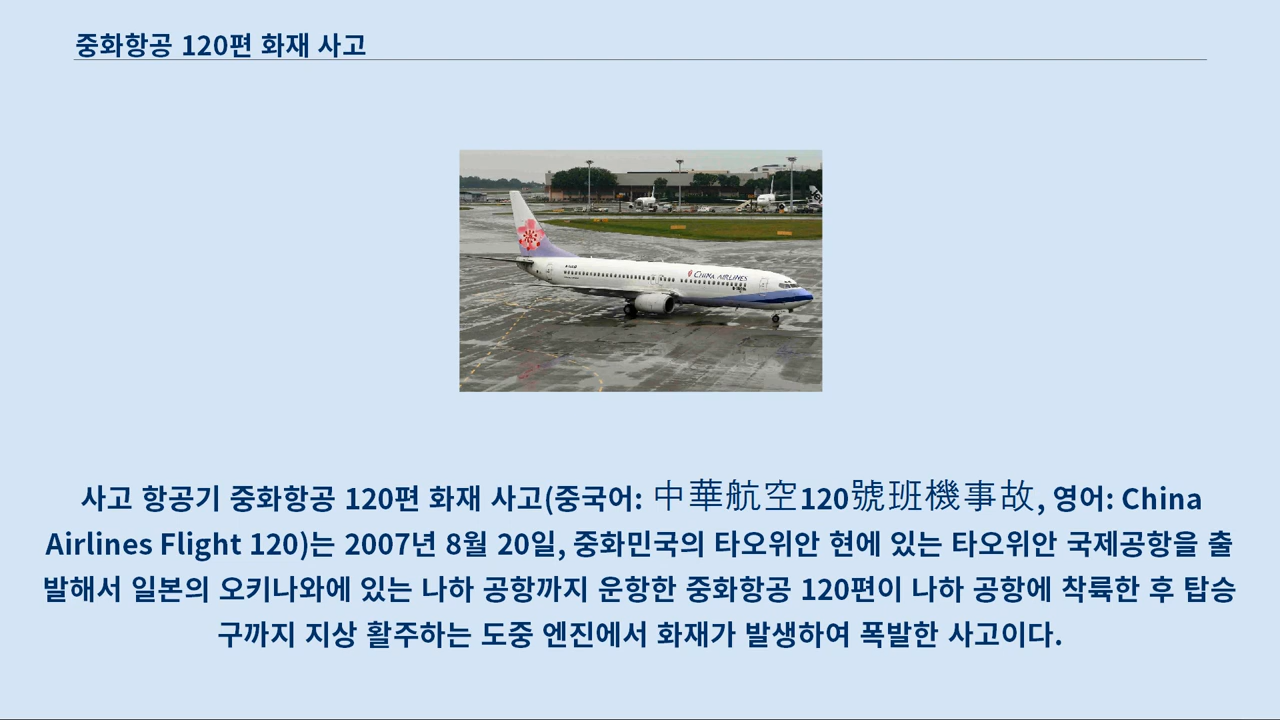 중화항공 120편 화재 사고
CHINA AIRLINES
사고 항공기 중화항공 120편 화재 사고(중국어: 中華航空120號班機事故, 영어: China
Airlines Flight 120)는 2007년 8월 20일, 중화민국의 타오위안 현에 있는 타오위안 국제공항을 출
발해서 일본의 오키나와에 있는 나하 공항까지 운항한 중화항공 120편이 나하 공항에 착륙한 후 탑승
구까지 지상 활주하는 도중 엔진에서 화재가 발생하여 폭발한 사고이다.